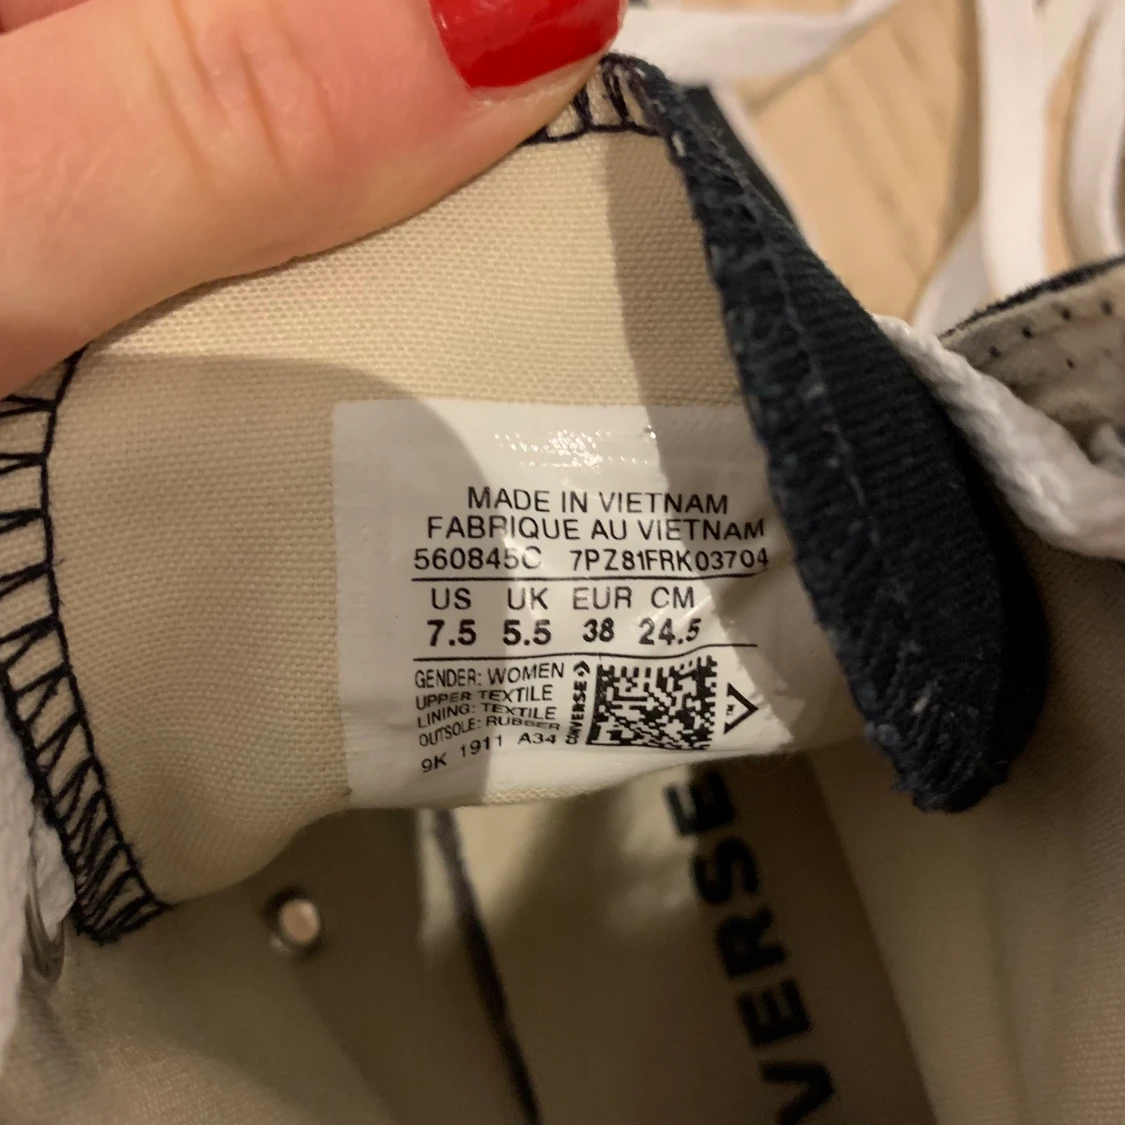 MADE IN VIETNAM
FABRIQUE AU VIETNAM
560845C 7PZ81FRK03704
US UK EUR CM
7.5 5.5 38 24.5
GENDER: WOMEN
UPPER TEXTILE
LINING: TEXTILE
OUTSOLE: RUBBER
9K 1911 A34
CONVERSE
TM
VERSE